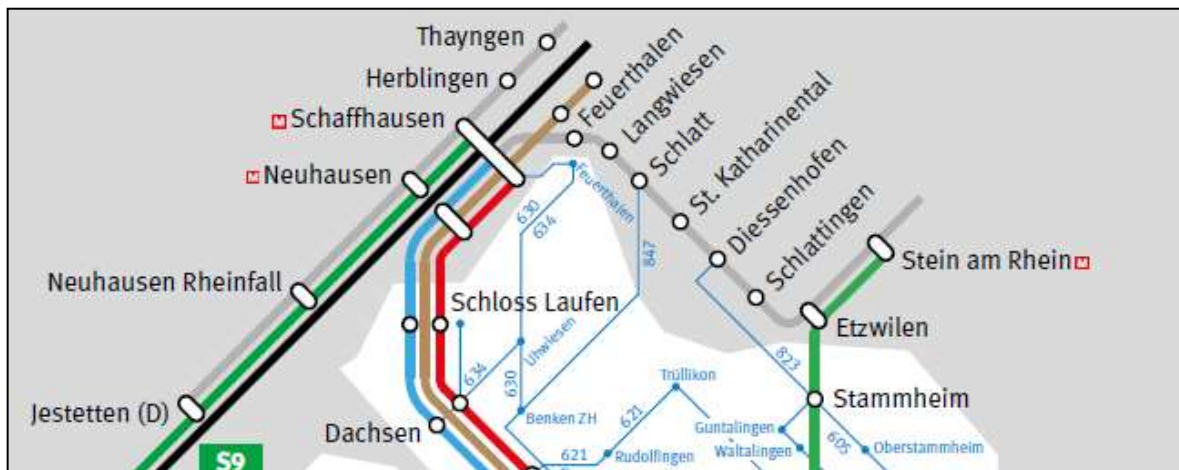 Thayngen
Herblingen
M Schaffhausen
M Neuhausen
Neuhausen Rheinfall
Jestetten (D)
S9
Feuerthalen
Langwiesen
Schlatt
St. Katharinental
Diessenhofen
Schlattingen
Stein am Rhein M
Etzwilen
Stammheim
Schloss Laufen
Dachsen
Feuerthalen
630
634
847
Uhwiesen
634
630
Benken ZH
621
621
Rudolfingen
Trüllikon
823
Guntalingen
Waltalingen
605
Oberstammheim